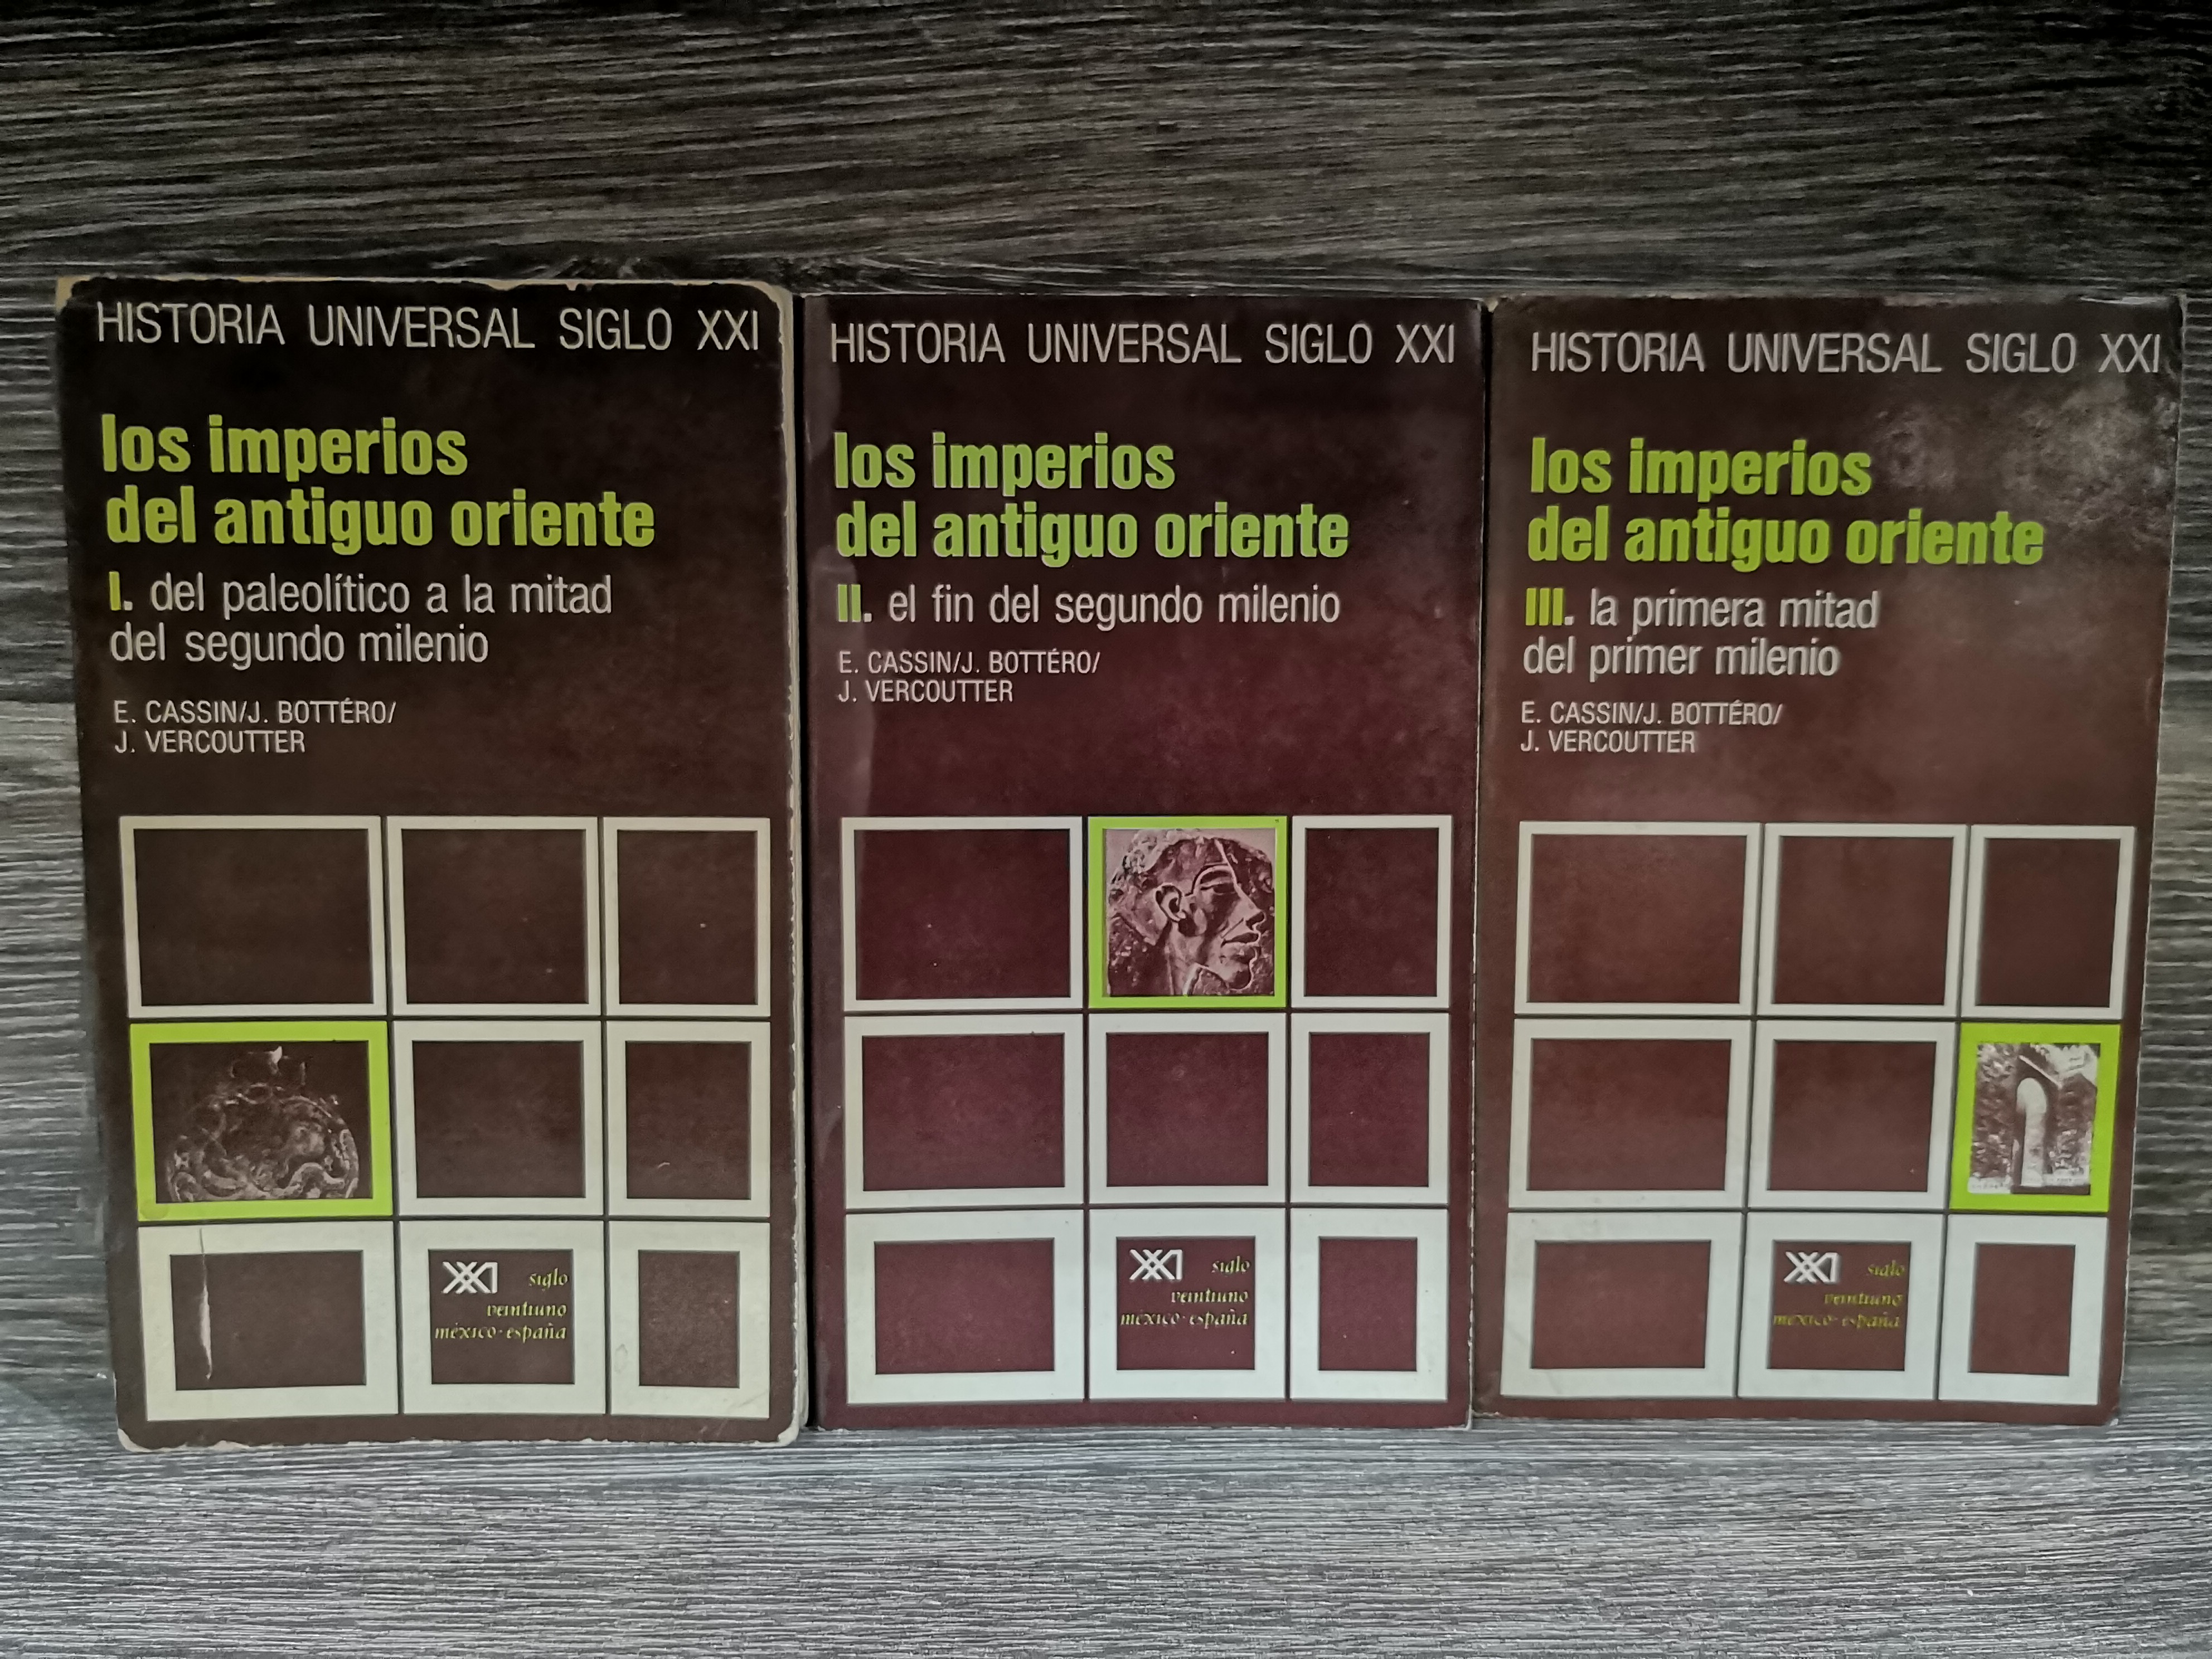 HISTORIA UNIVERSAL SIGLO XXI
los imperios
del antiguo oriente
I. del paleolítico a la mitad
del segundo milenio
E. CASSIN/J. BOTTÉRO/
J. VERCOUTTER
XXI siglo
veintiuno
méxico·españa
HISTORIA UNIVERSAL SIGLO XXI
los imperios
del antiguo oriente
II. el fin del segundo milenio
E. CASSIN/J. BOTTÉRO/
J. VERCOUTTER
XXI siglo
veintiuno
méxico·españa
HISTORIA UNIVERSAL SIGLO XXI
los imperios
del antiguo oriente
III. la primera mitad
del primer milenio
E. CASSIN/J. BOTTÉRO/
J. VERCOUTTER
XXI siglo
veintiuno
méxico·españa